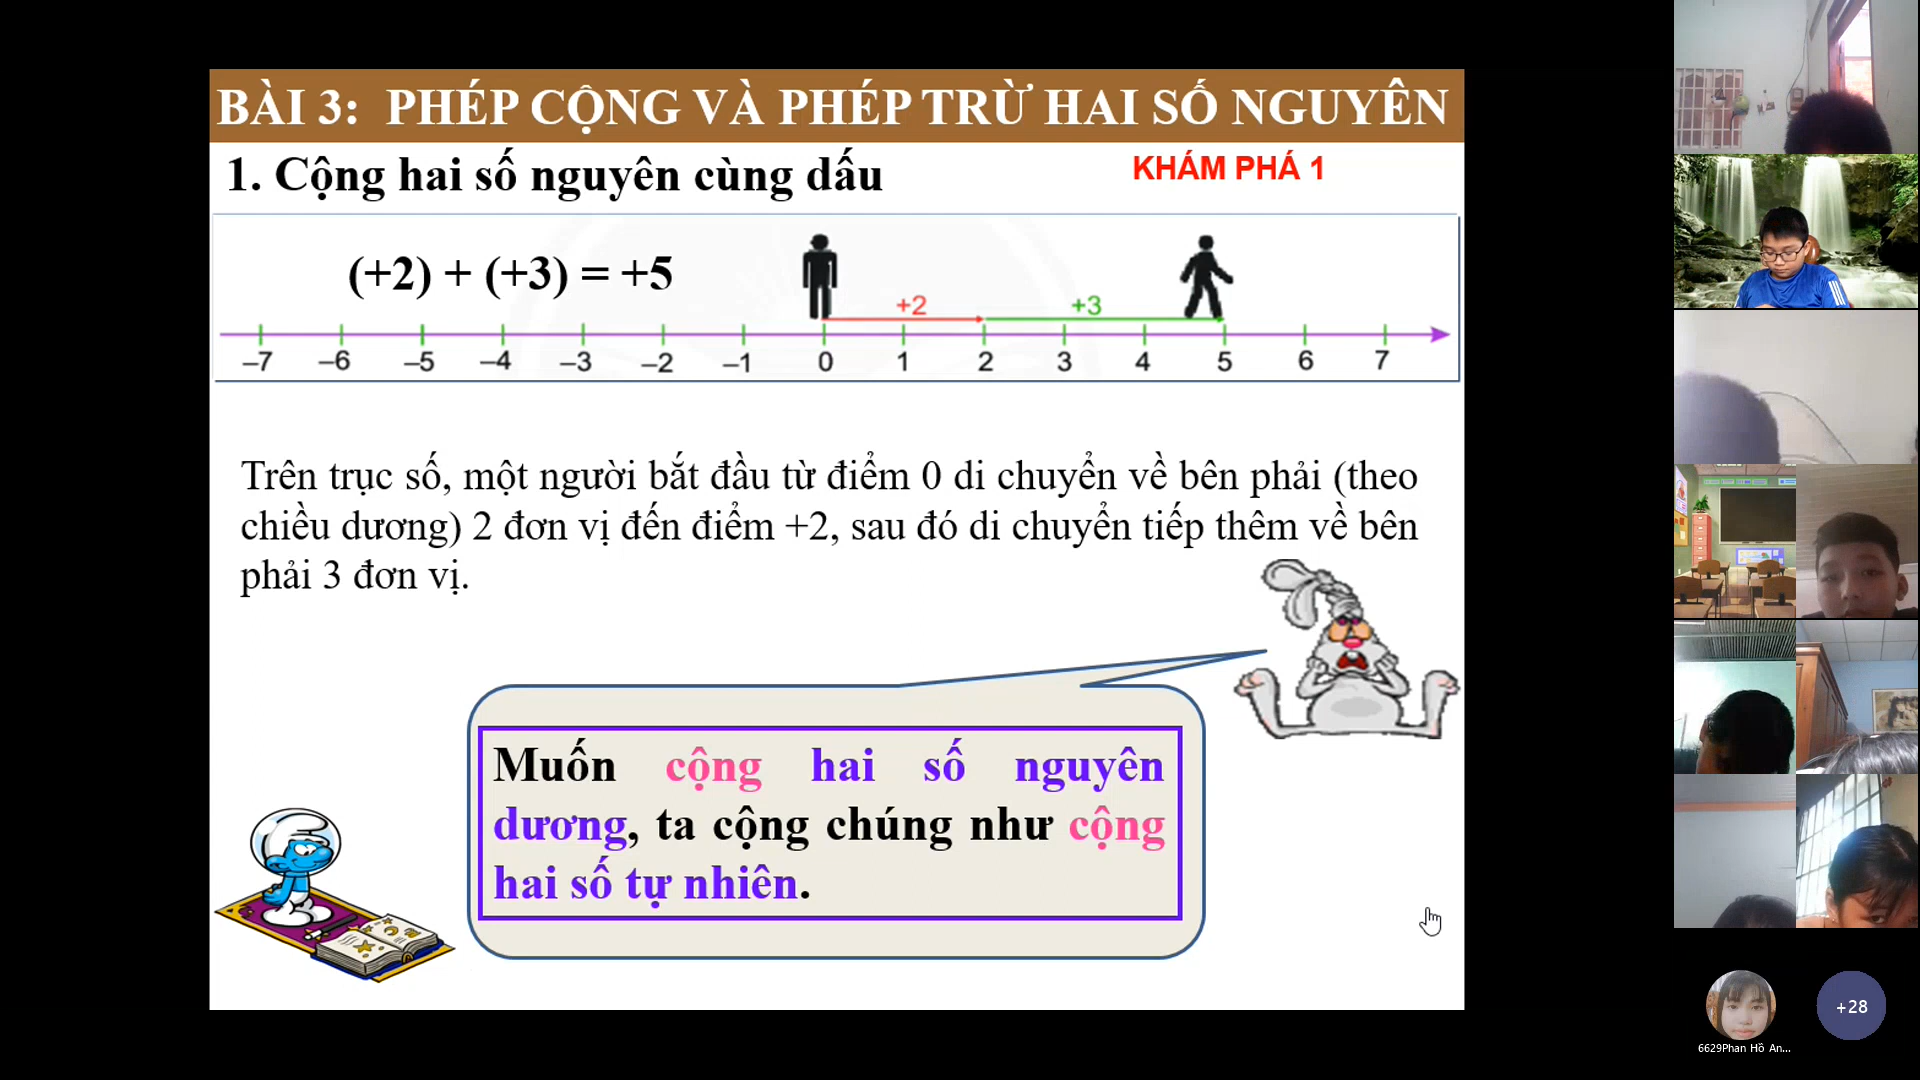 BÀI 3: PHÉP CỘNG VÀ PHÉP TRỪ HAI SỐ NGUYÊN
1. Cộng hai số nguyên cùng dấu
KHÁM PHÁ 1
(+2) + (+3) = +5
+2
+3
–7 –6 –5 –4 –3 –2 –1 0 1 2 3 4 5 6 7
Trên trục số, một người bắt đầu từ điểm 0 di chuyển về bên phải (theo
chiều dương) 2 đơn vị đến điểm +2, sau đó di chuyển tiếp thêm về bên
phải 3 đơn vị.
Muốn cộng hai số nguyên
dương, ta cộng chúng như cộng
hai số tự nhiên.
+28
6629Phan Hồ An...